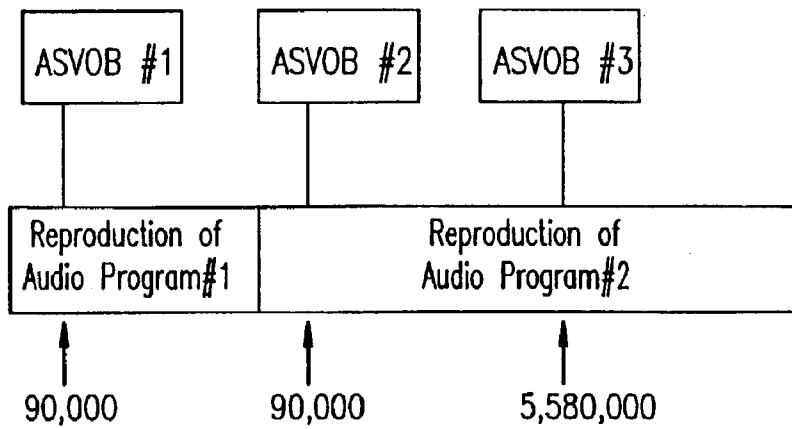 ASVOB #1
ASVOB #2
ASVOB #3
Reproduction of
Audio Program#1
Reproduction of
Audio Program#2
90,000
90,000
5,580,000